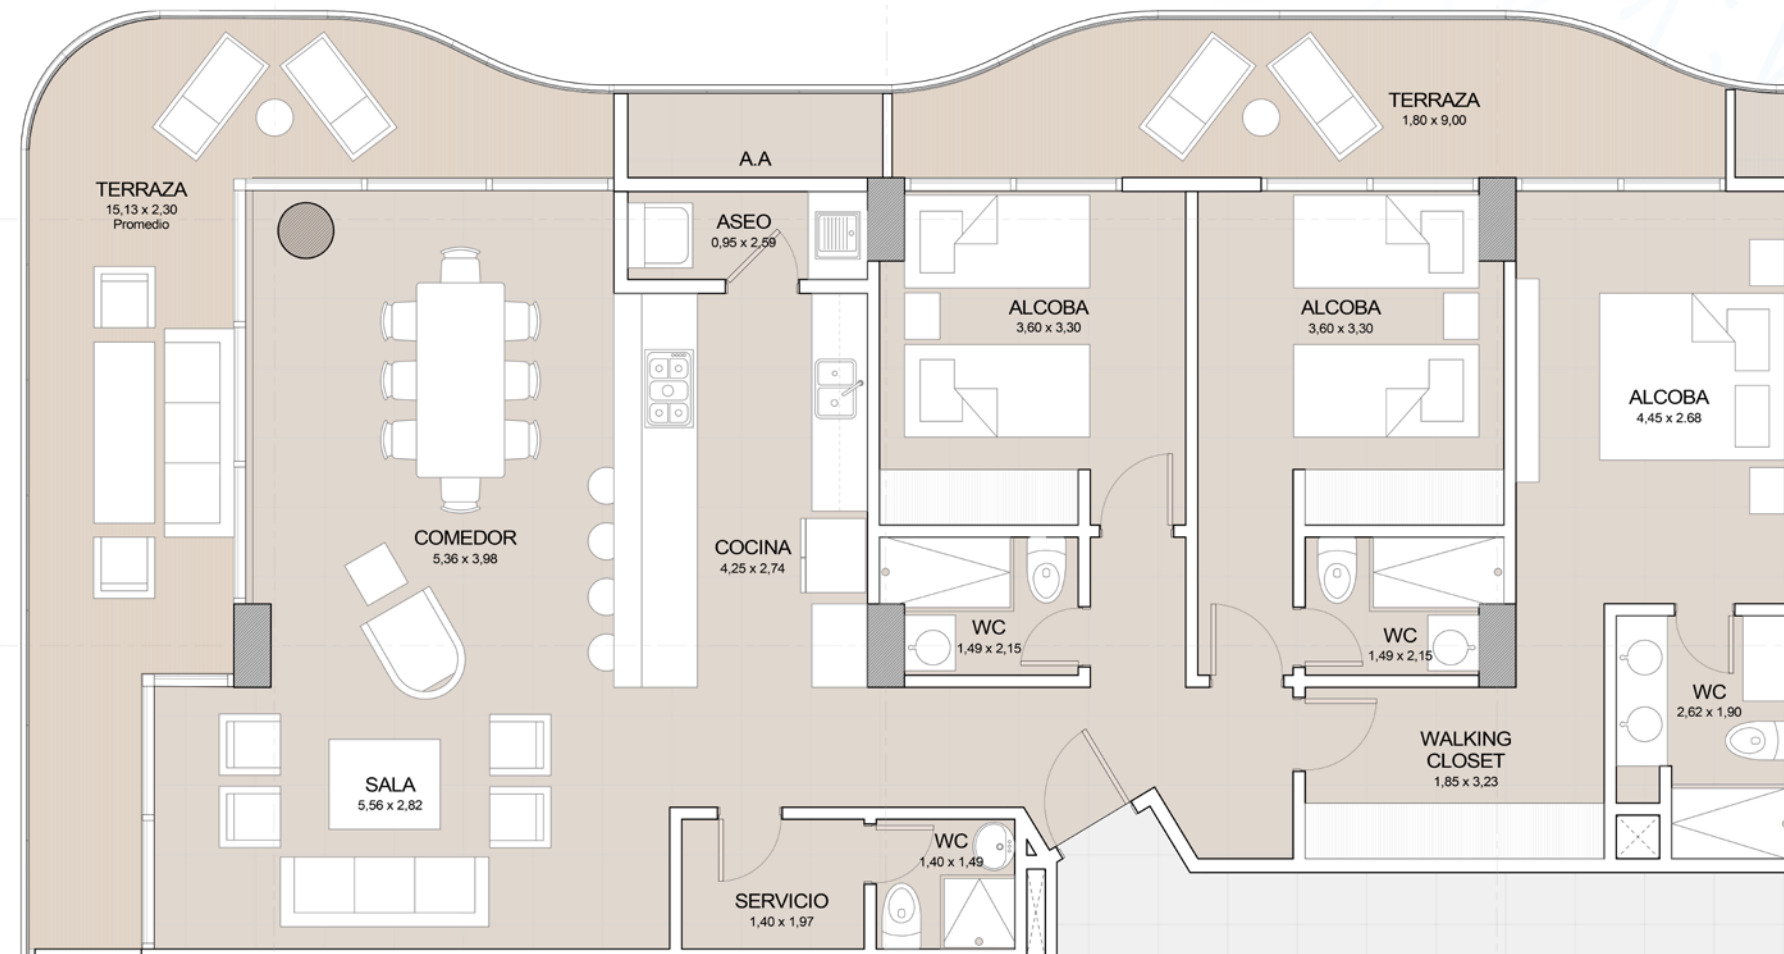 TERRAZA
1,80 x 9,00
A.A
TERRAZA
15,13 x 2,30
Promedio
ASEO
0,95 x 2,59
ALCOBA
3,60 x 3,30
ALCOBA
3,60 x 3,30
ALCOBA
4,45 x 2.68
COMEDOR
5,36 x 3,98
COCINA
4,25 x 2,74
WC
1,49 x 2,15
WC
1,49 x 2,15
WC
2,62 x 1,90
WALKING
CLOSET
1,85 x 3,23
SALA
5,56 x 2,82
WC
1,40 x 1,49
SERVICIO
1,40 x 1,97